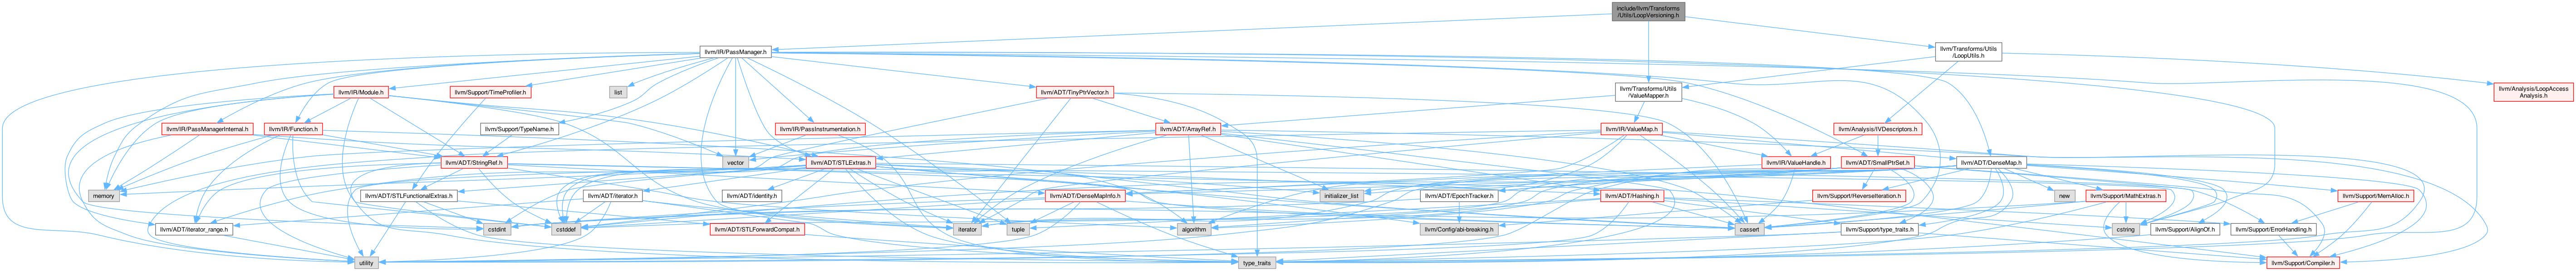 include/llvm/Transforms
/Utils/LoopVersioning.h
llvm/IR/PassManager.h
llvm/Transforms/Utils
/LoopUtils.h
llvm/IR/Module.h
llvm/Support/TimeProfiler.h
list
llvm/ADT/TinyPtrVector.h
llvm/Transforms/Utils
/ValueMapper.h
llvm/Analysis/LoopAccess
Analysis.h
llvm/IR/PassManagerInternal.h
llvm/IR/Function.h
llvm/Support/TypeName.h
llvm/IR/PassInstrumentation.h
llvm/ADT/ArrayRef.h
llvm/IR/ValueMap.h
llvm/Analysis/IVDescriptors.h
llvm/ADT/StringRef.h
vector
llvm/ADT/STLExtras.h
llvm/IR/ValueHandle.h
llvm/ADT/SmallPtrSet.h
llvm/ADT/DenseMap.h
memory
llvm/ADT/STLFunctionalExtras.h
llvm/ADT/iterator.h
llvm/ADT/identity.h
llvm/ADT/DenseMapInfo.h
initializer_list
llvm/ADT/EpochTracker.h
llvm/ADT/Hashing.h
llvm/Support/ReverseIteration.h
new
llvm/Support/MathExtras.h
llvm/Support/MemAlloc.h
llvm/ADT/iterator_range.h
cstdint
cstddef
llvm/ADT/STLForwardCompat.h
iterator
tuple
algorithm
llvm/Config/abi-breaking.h
cassert
llvm/Support/type_traits.h
cstring
llvm/Support/AlignOf.h
llvm/Support/ErrorHandling.h
utility
type_traits
llvm/Support/Compiler.h